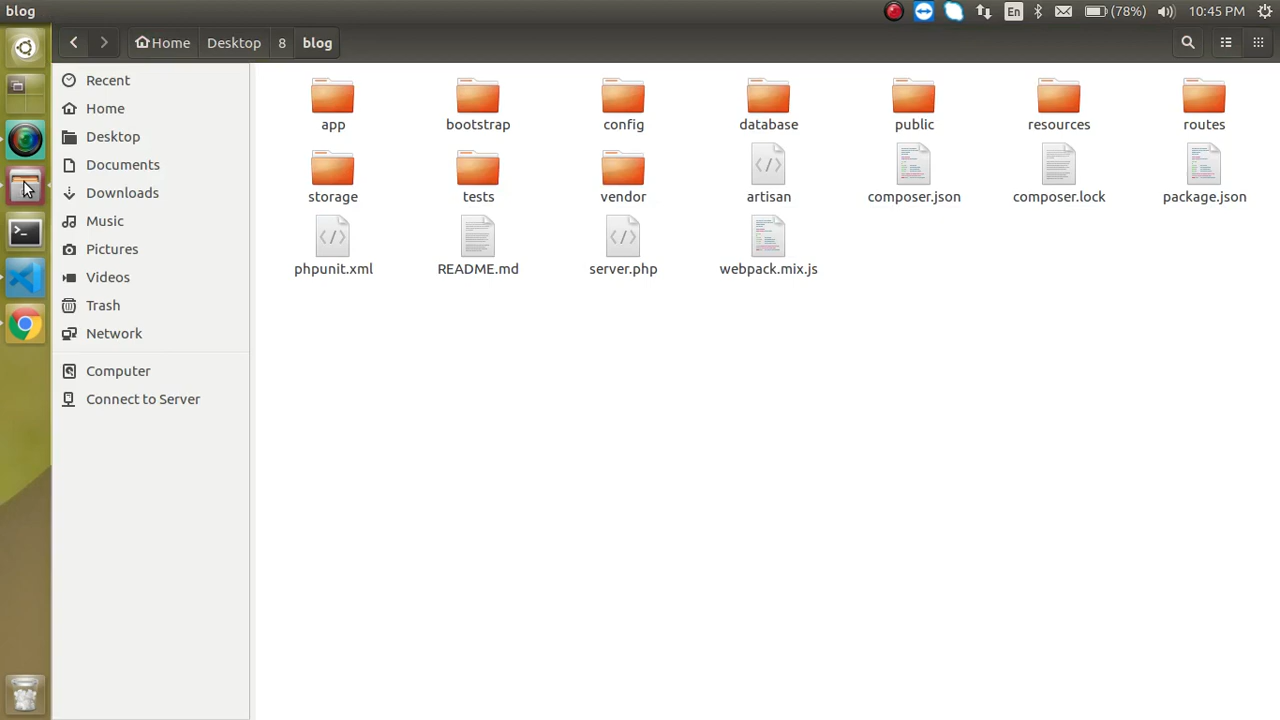 blog
En
(78%)
10:45 PM
Home
Desktop
8
blog
Recent
Home
Desktop
Documents
Downloads
Music
Pictures
Videos
Trash
Network
Computer
Connect to Server
app
bootstrap
config
database
public
resources
routes
storage
tests
vendor
artisan
composer.json
composer.lock
package.json
phpunit.xml
README.md
server.php
webpack.mix.js